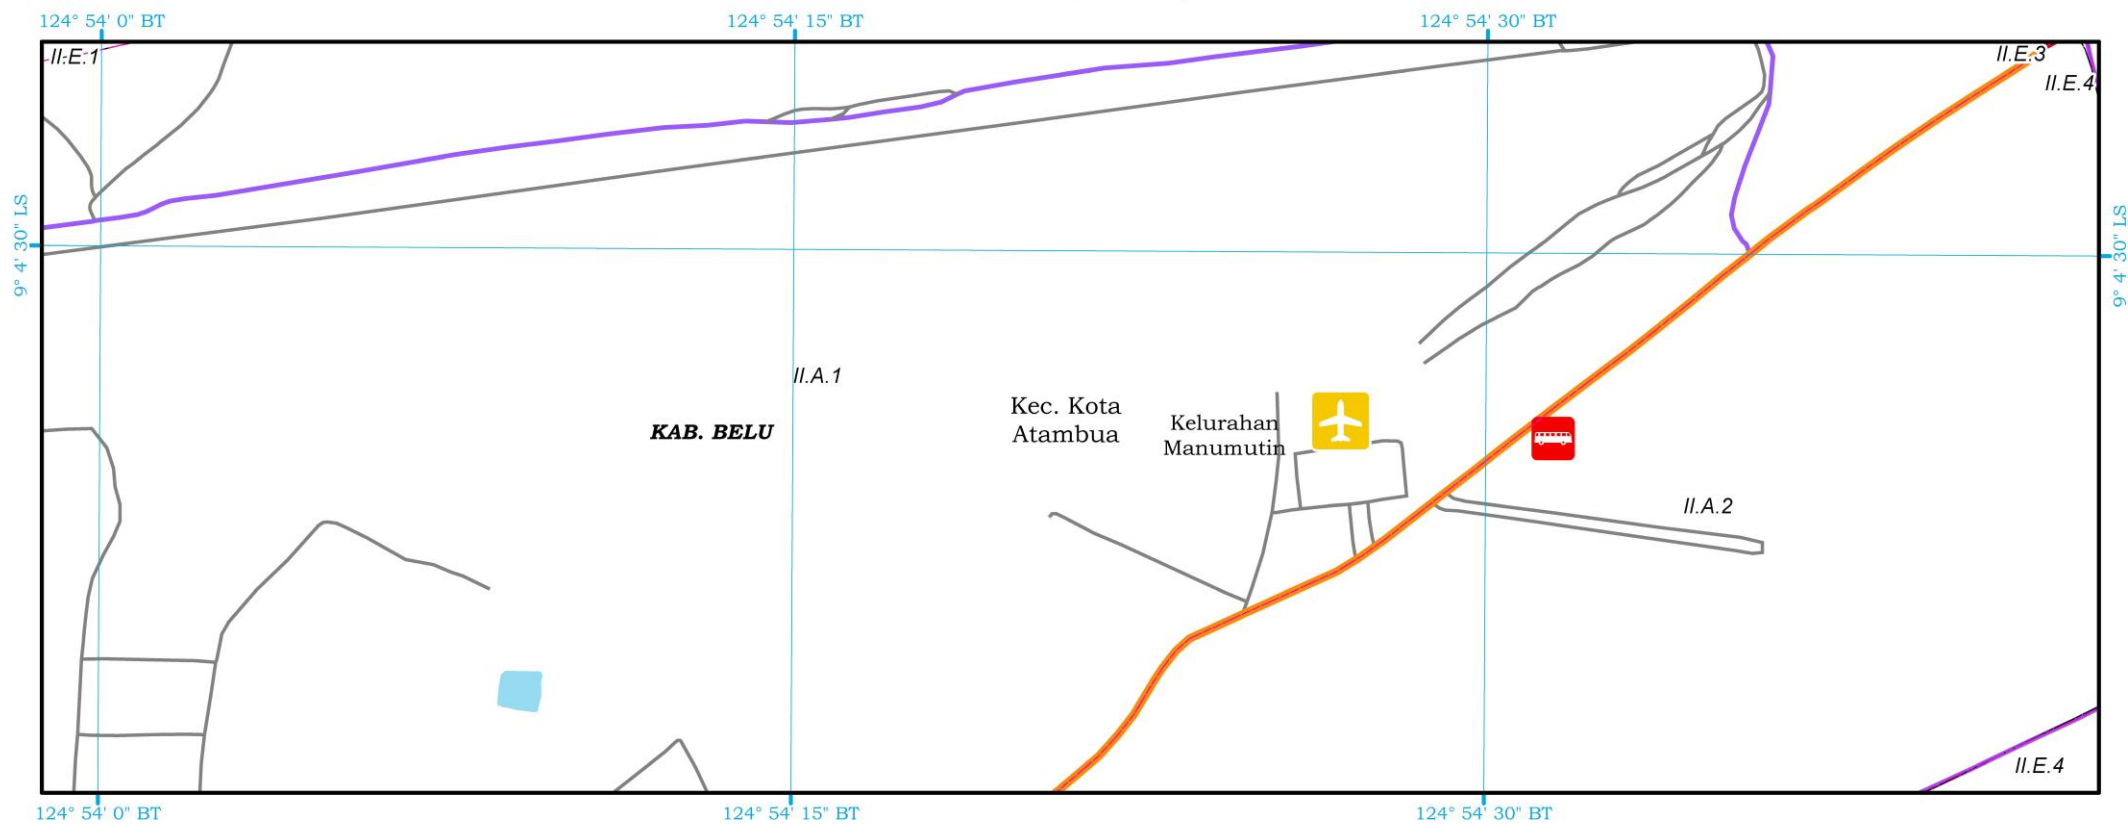 124° 54' 0" BT
124° 54' 15" BT
124° 54' 30" BT
II.E.1
II.E.3
II.E.4
9° 4' 30" LS
9° 4' 30" LS
II.A.1
Kec. Kota
Atambua
Kelurahan
Manumutin
KAB. BELU
II.A.2
II.E.4
124° 54' 0" BT
124° 54' 15" BT
124° 54' 30" BT